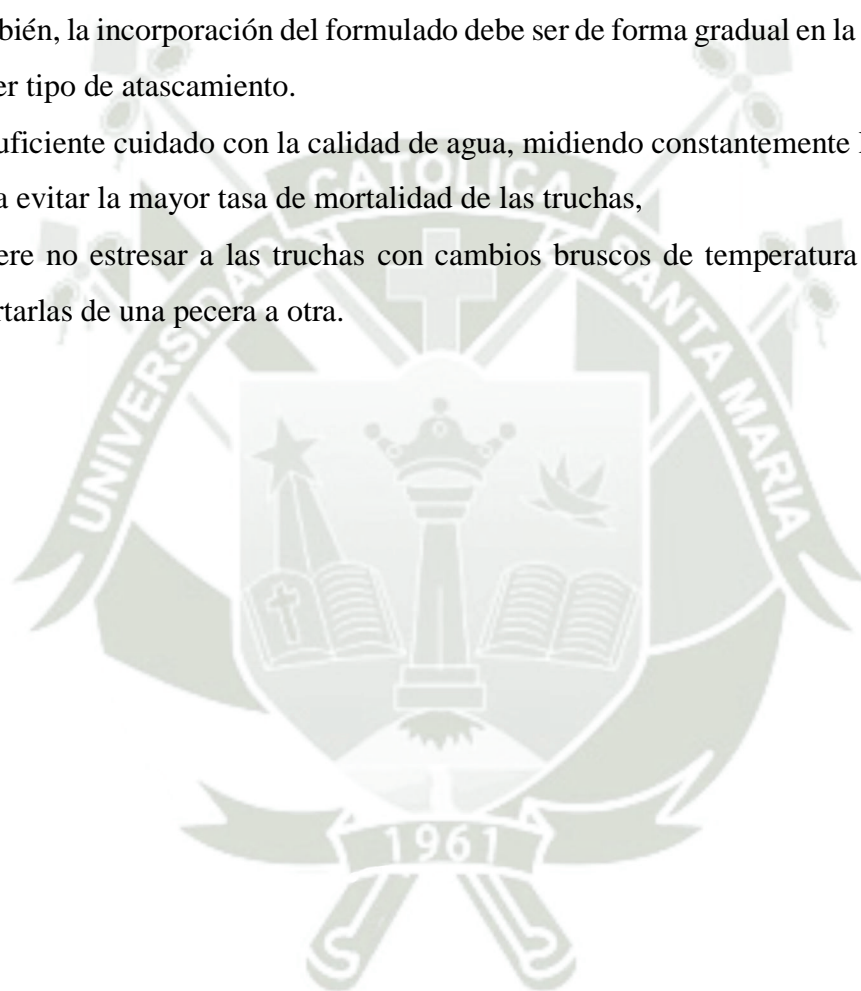 bién, la incorporación del formulado debe ser de forma gradual en la
er tipo de atascamiento.
uficiente cuidado con la calidad de agua, midiendo constantemente
a evitar la mayor tasa de mortalidad de las truchas,
ere no estresar a las truchas con cambios bruscos de temperatura
rtarlas de una pecera a otra.
UNIVERSIDAD CATOLICA SANTA MARIA
1961